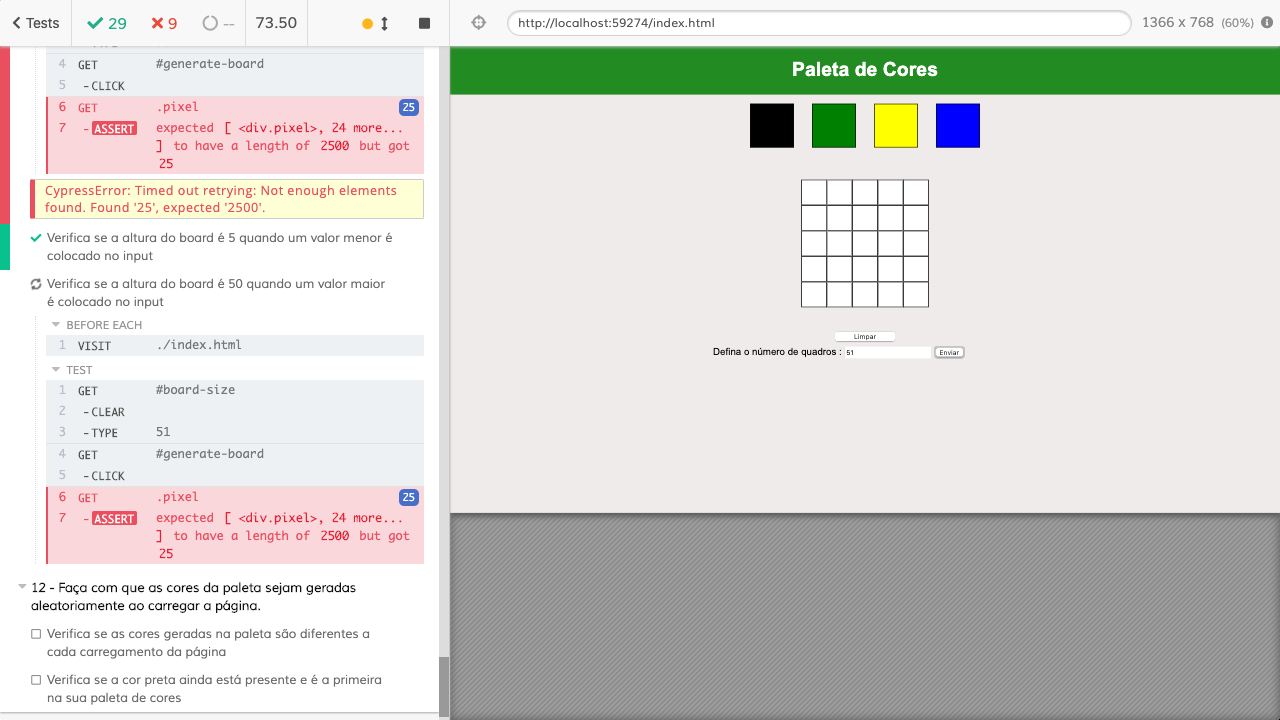 Tests
29
9
--
73.50
http://localhost:59274/index.html
1366 x 768 (60%)
4 GET #generate-board
5 -CLICK
6 GET .pixel 25
7 -ASSERT expected [ <div.pixel>, 24 more...
] to have a length of 2500 but got
25
CypressError: Timed out retrying: Not enough elements
found. Found '25', expected '2500'.
Verifica se a altura do board é 5 quando um valor menor é
colocado no input
Verifica se a altura do board é 50 quando um valor maior
é colocado no input
BEFORE EACH
1 VISIT ./index.html
TEST
1 GET #board-size
2 -CLEAR
3 -TYPE 51
4 GET #generate-board
5 -CLICK
6 GET .pixel 25
7 -ASSERT expected [ <div.pixel>, 24 more...
] to have a length of 2500 but got
25
12 - Faça com que as cores da paleta sejam geradas
aleatoriamente ao carregar a página.
Verifica se as cores geradas na paleta são diferentes a
cada carregamento da página
Verifica se a cor preta ainda está presente e é a primeira
na sua paleta de cores
Paleta de Cores
Limpar
Defina o número de quadros : 51 Enviar